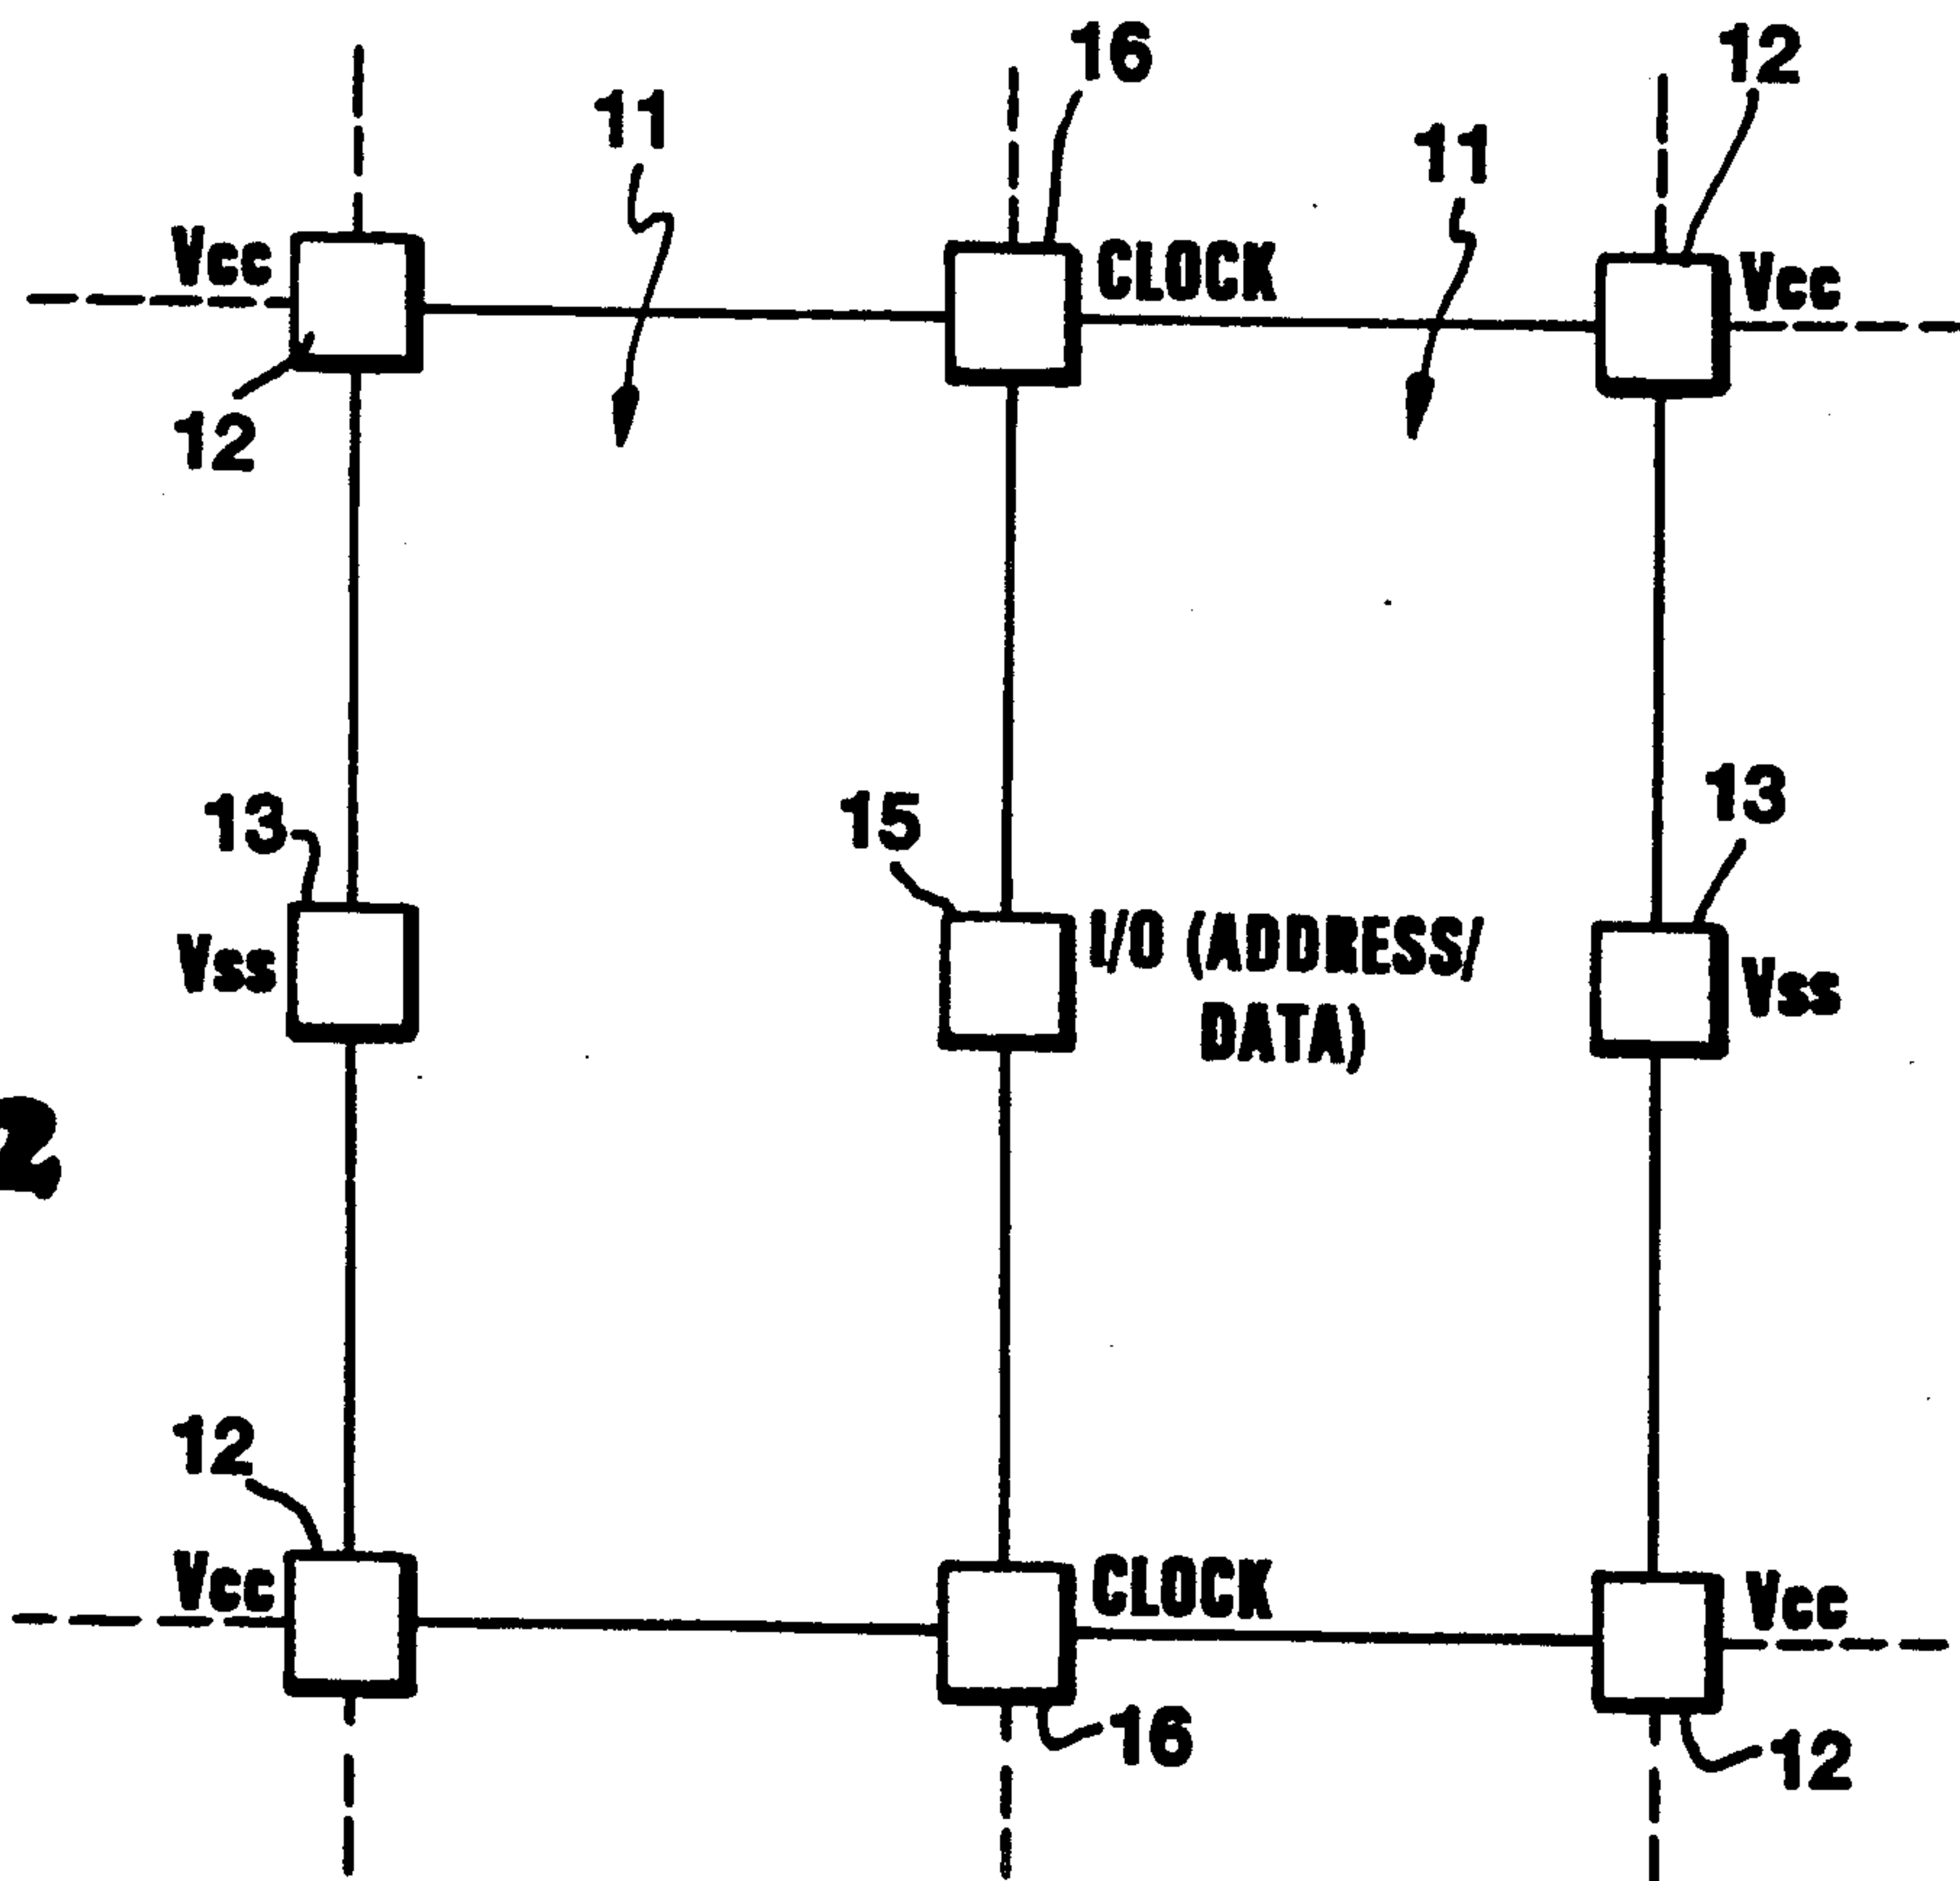 16
12
11
11
Vcc
CLOCK
Vcc
12
13
13
15
Vss
I/O (ADDRESS/
DATA)
Vss
2
12
Vcc
CLOCK
Vcc
16
12